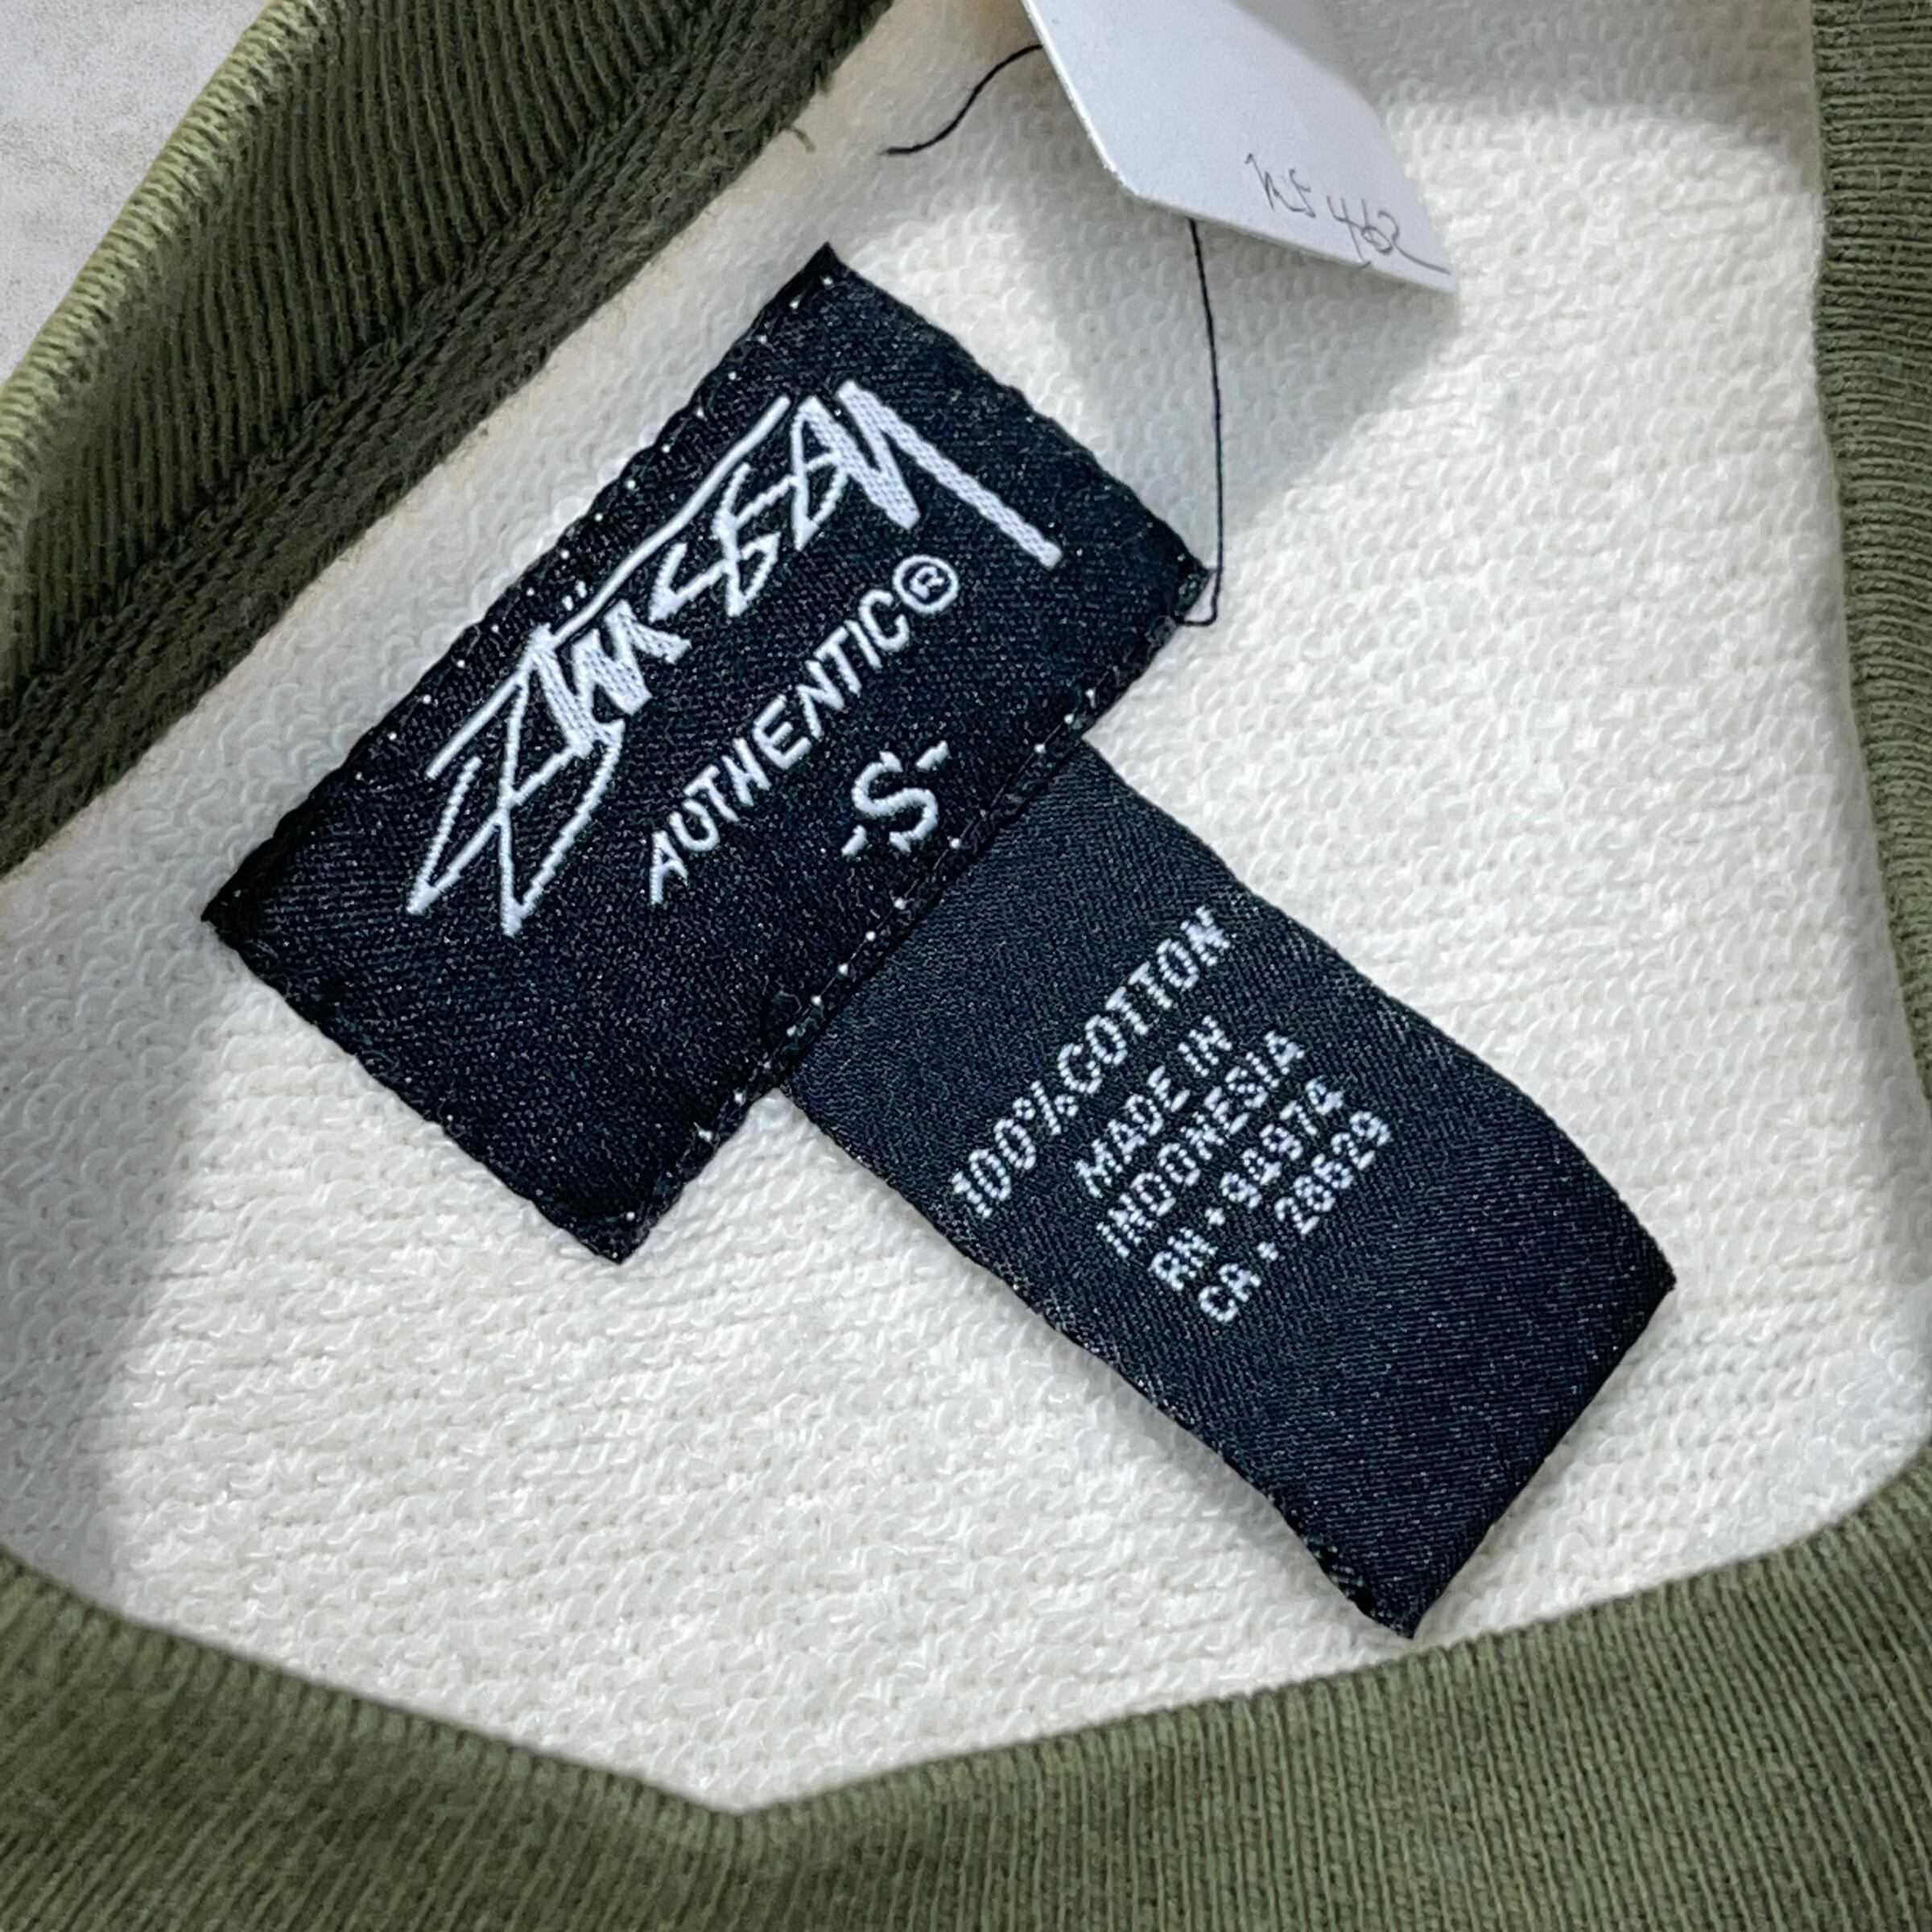 Stüssy
AUTHENTIC®
-S-
100%COTTON
MADE IN
INDONESIA
RN • 94974
CA • 28629